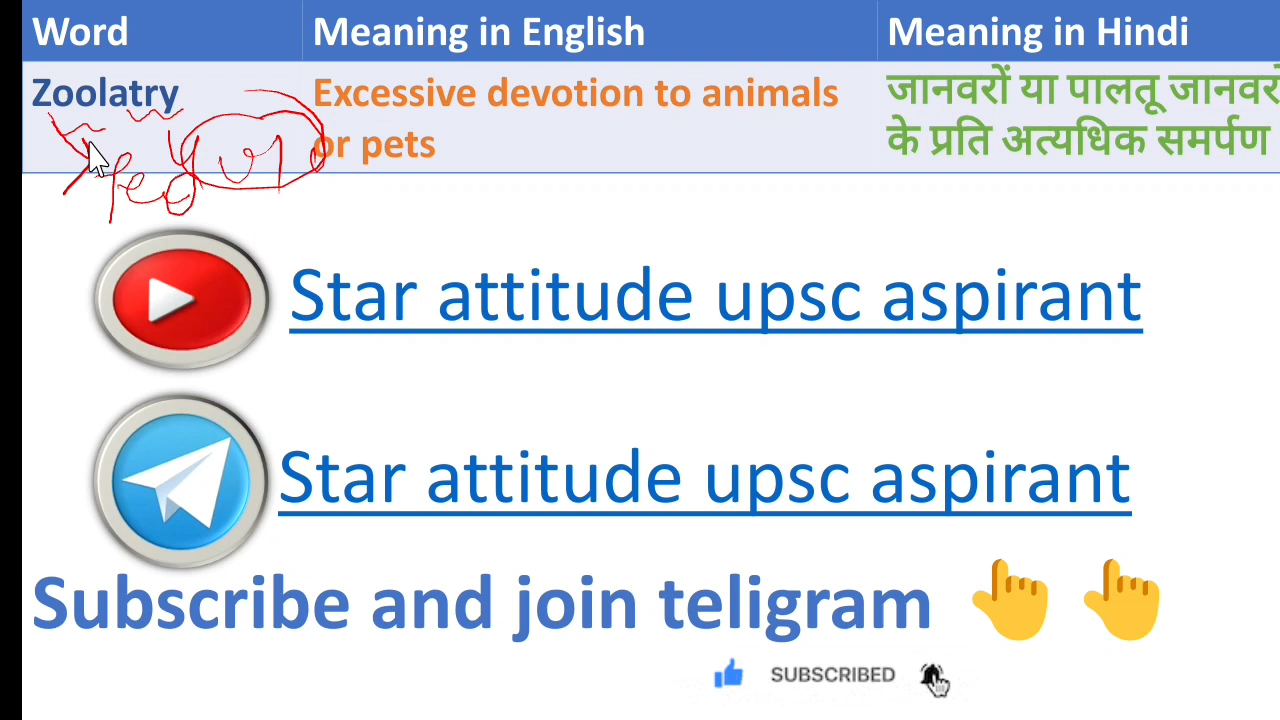 Word Meaning in English Meaning in Hindi
Zoolatry Excessive devotion to animals जानवरों या पालतू
or pets के प्रति अत्यधिक समर्पण
Star attitude upsc aspirant
Star attitude upsc aspirant
Subscribe and join teligram
SUBSCRIBED